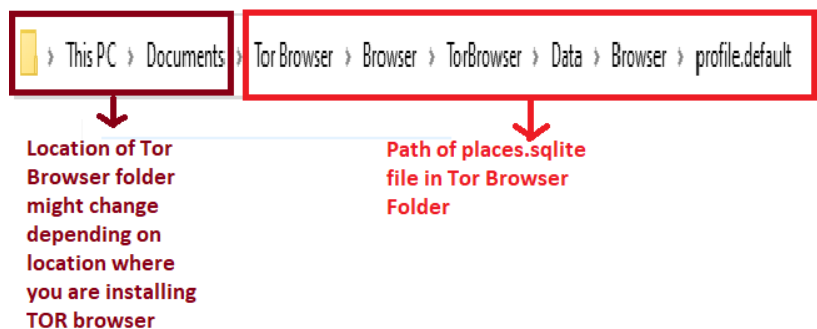 › This PC › Documents › Tor Browser › Browser › TorBrowser › Data › Browser › profile.default
Location of Tor
Browser folder
might change
depending on
location where
you are installing
TOR browser
Path of places.sqlite
file in Tor Browser
Folder